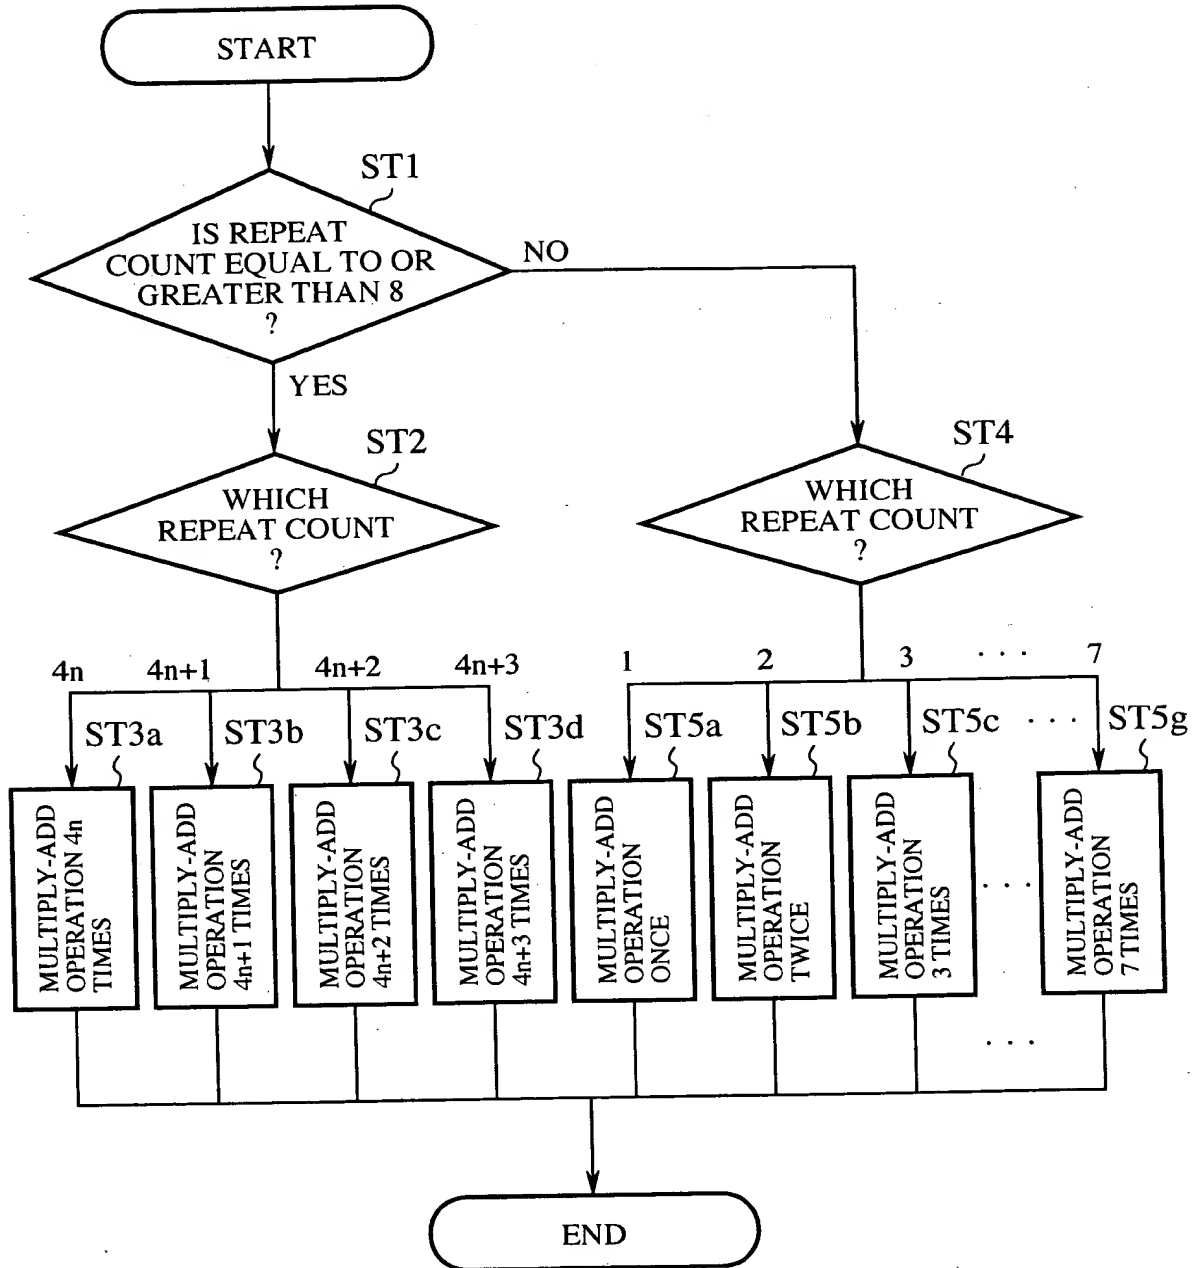 START
ST1
IS REPEAT
COUNT EQUAL TO OR
GREATER THAN 8
?
NO
YES
ST2
WHICH
REPEAT COUNT
?
ST4
WHICH
REPEAT COUNT
?
4n
4n+1
4n+2
4n+3
1
2
3
. . .
7
ST3a
ST3b
ST3c
ST3d
ST5a
ST5b
ST5c
. . .
ST5g
MULTIPLY-ADD
OPERATION 4n
TIMES
MULTIPLY-ADD
OPERATION
4n+1 TIMES
MULTIPLY-ADD
OPERATION
4n+2 TIMES
MULTIPLY-ADD
OPERATION
4n+3 TIMES
MULTIPLY-ADD
OPERATION
ONCE
MULTIPLY-ADD
OPERATION
TWICE
MULTIPLY-ADD
OPERATION
3 TIMES
. . .
MULTIPLY-ADD
OPERATION
7 TIMES
. . .
END